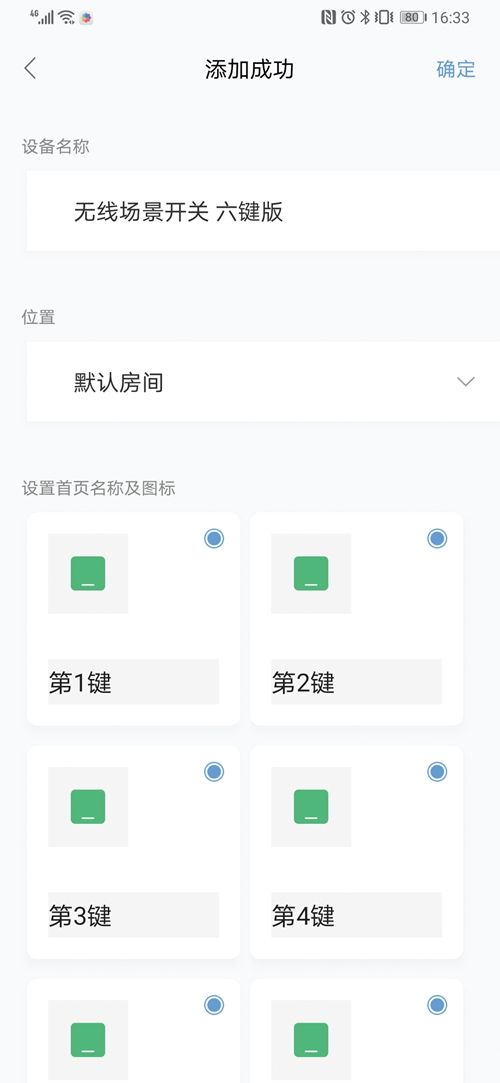 4G
80
16:33
添加成功
确定
设备名称
无线场景开关 六键版
位置
默认房间
设置首页名称及图标
第1键
第2键
第3键
第4键